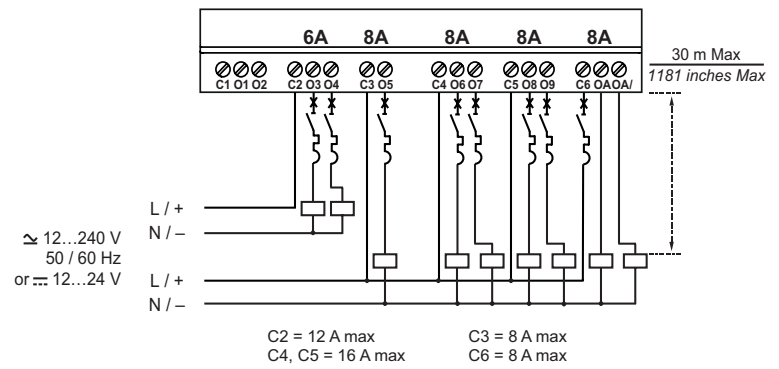 6A 8A 8A 8A 8A
C1 O1 O2 C2 O3 O4 C3 O5 C4 O6 O7 C5 O8 O9 C6 OA OA/
30 m Max
1181 inches Max
L / +
N / –
≃ 12...240 V
50 / 60 Hz
or ⎓ 12...24 V
L / +
N / –
C2 = 12 A max C3 = 8 A max
C4, C5 = 16 A max C6 = 8 A max